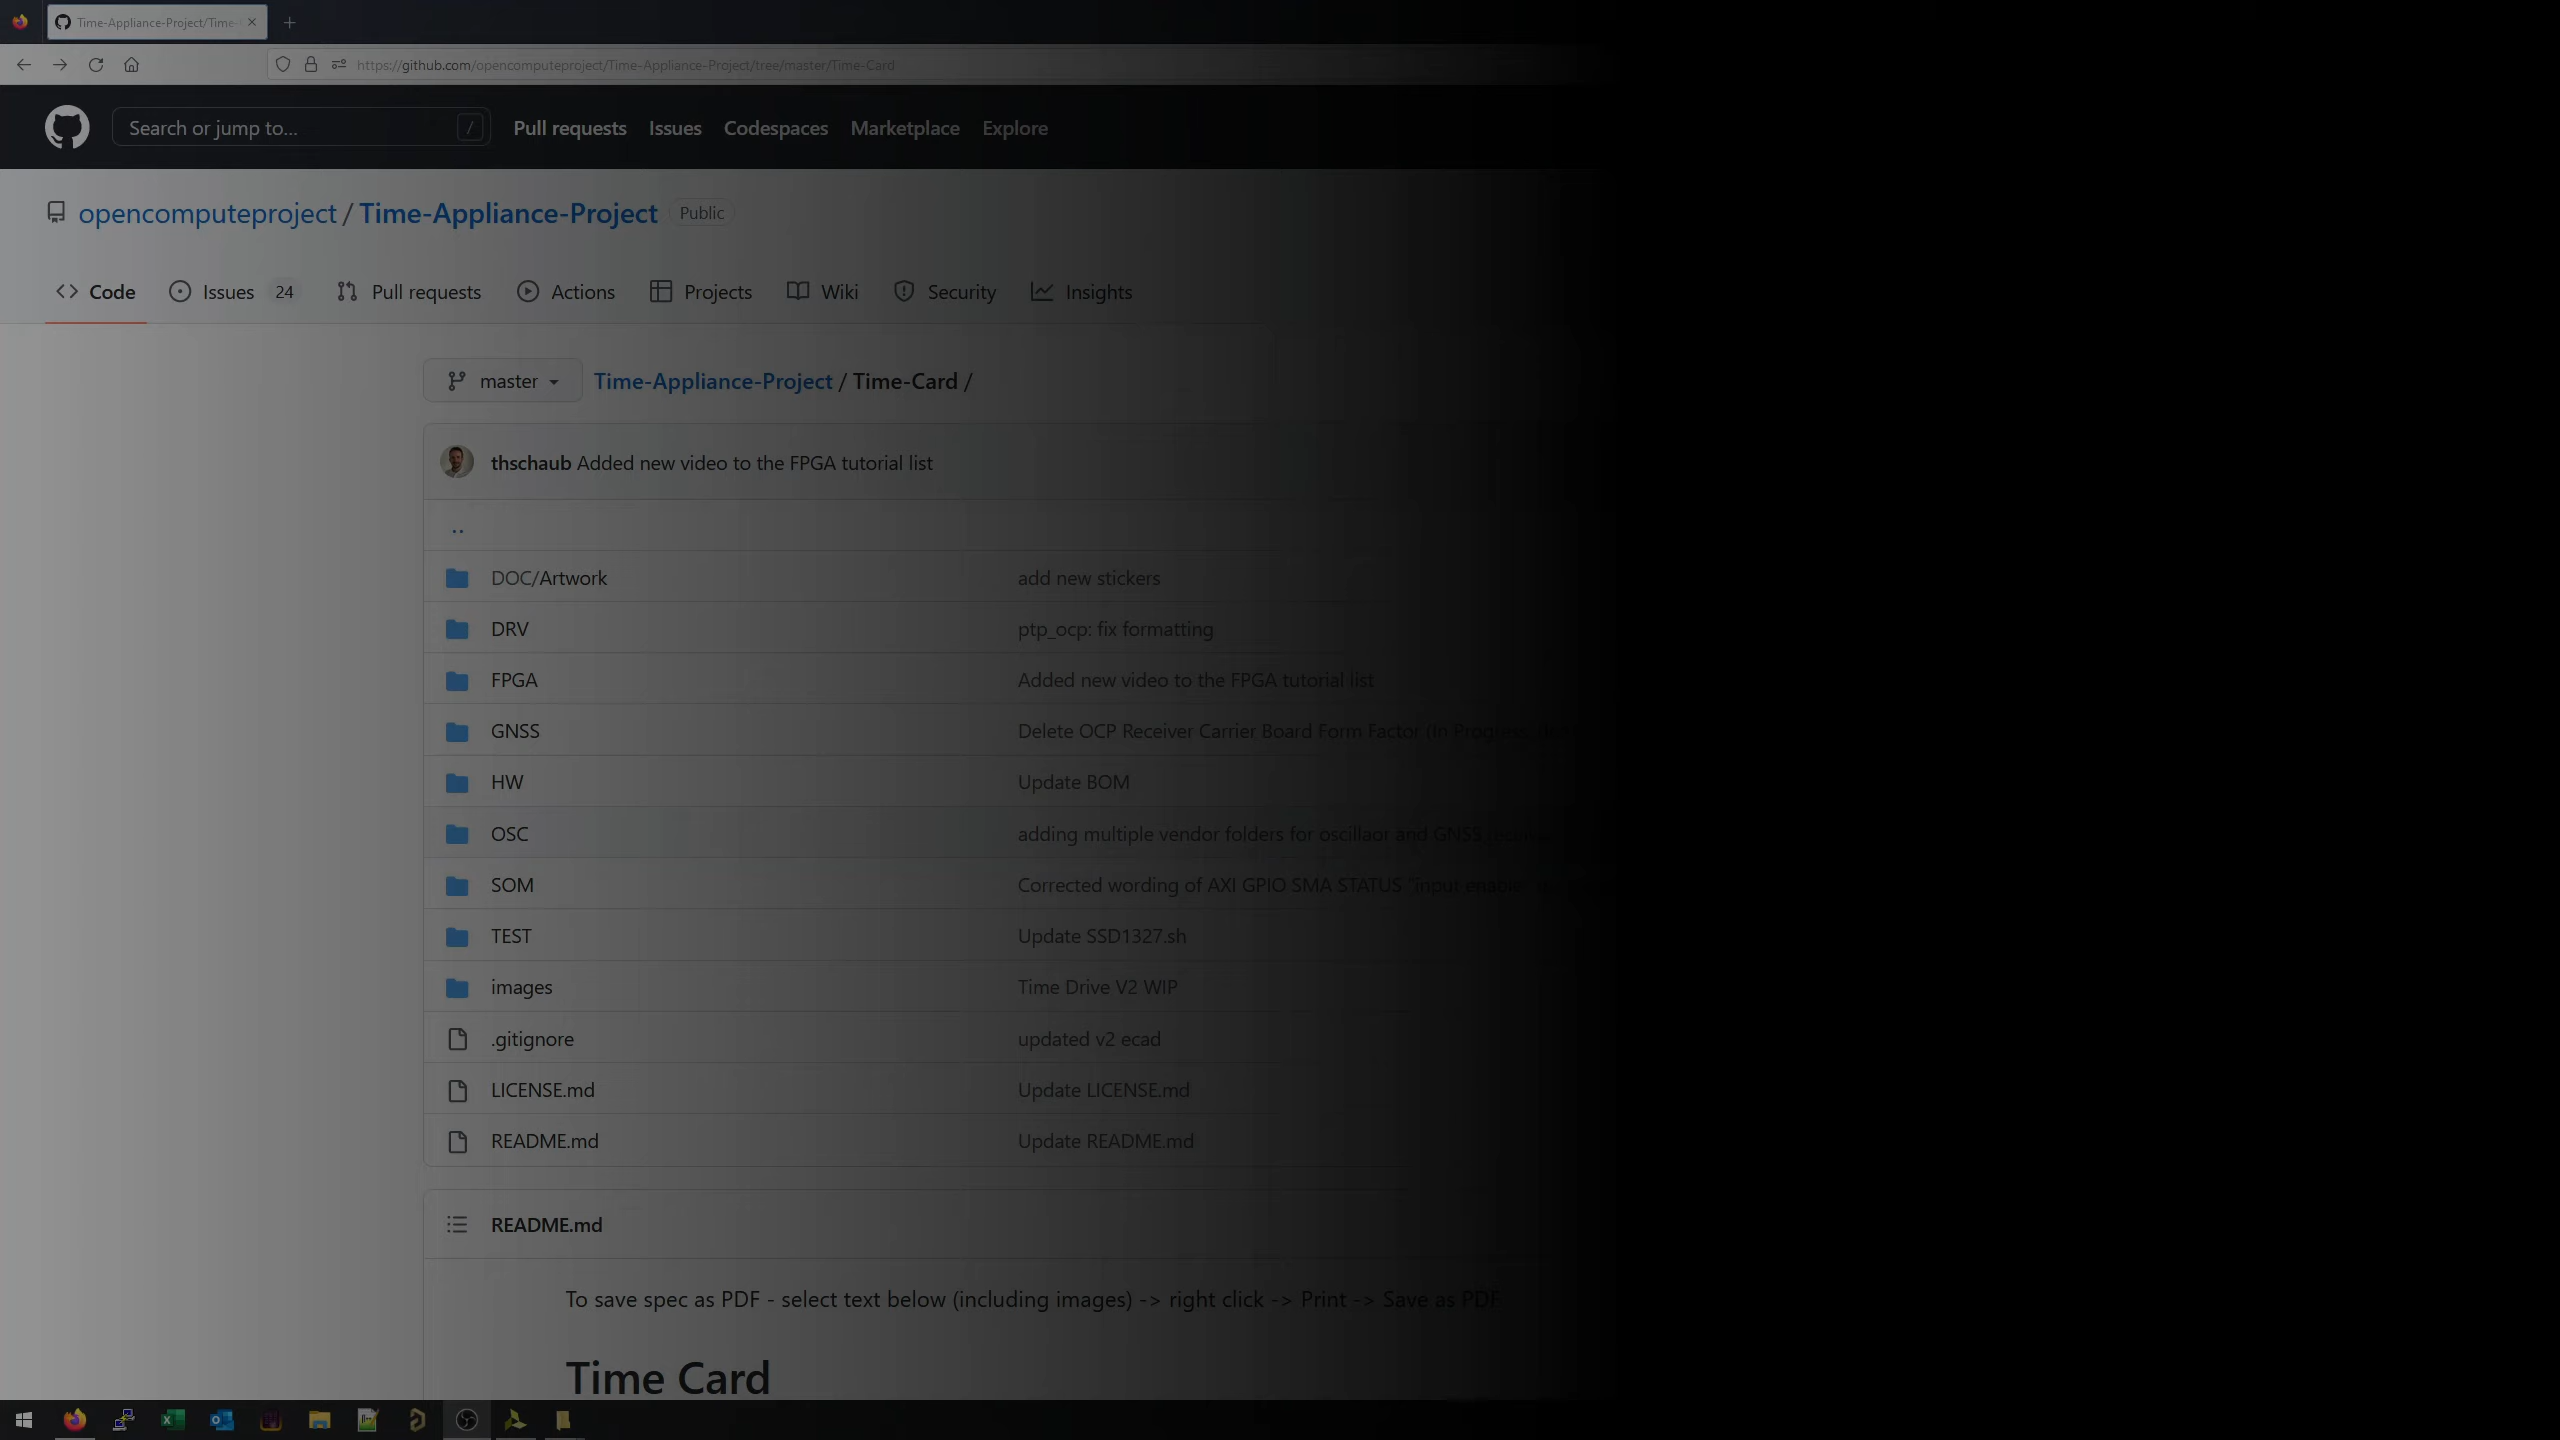 Time-Appliance-Project/Time-
https://github.com/opencomputeproject/Time-Appliance-Project/tree/master/Time-Card
Search or jump to... /
Pull requests Issues Codespaces Marketplace Explore
opencomputeproject / Time-Appliance-Project Public
Code Issues 24 Pull requests Actions Projects Wiki Security Insights
master Time-Appliance-Project / Time-Card /
thschaub Added new video to the FPGA tutorial list
..
DOC/Artwork add new stickers
DRV ptp_ocp: fix formatting
FPGA Added new video to the FPGA tutorial list
GNSS Delete OCP Receiver Carrier Board Form Factor (In Progress
HW Update BOM
OSC adding multiple vendor folders for oscillaor and GNSS
SOM Corrected wording of AXI GPIO SMA STATUS "input
TEST Update SSD1327.sh
images Time Drive V2 WIP
.gitignore updated v2 ecad
LICENSE.md Update LICENSE.md
README.md Update README.md
README.md
To save spec as PDF - select text below (including images) -> right click -> Print -> Save as PDF
Time Card